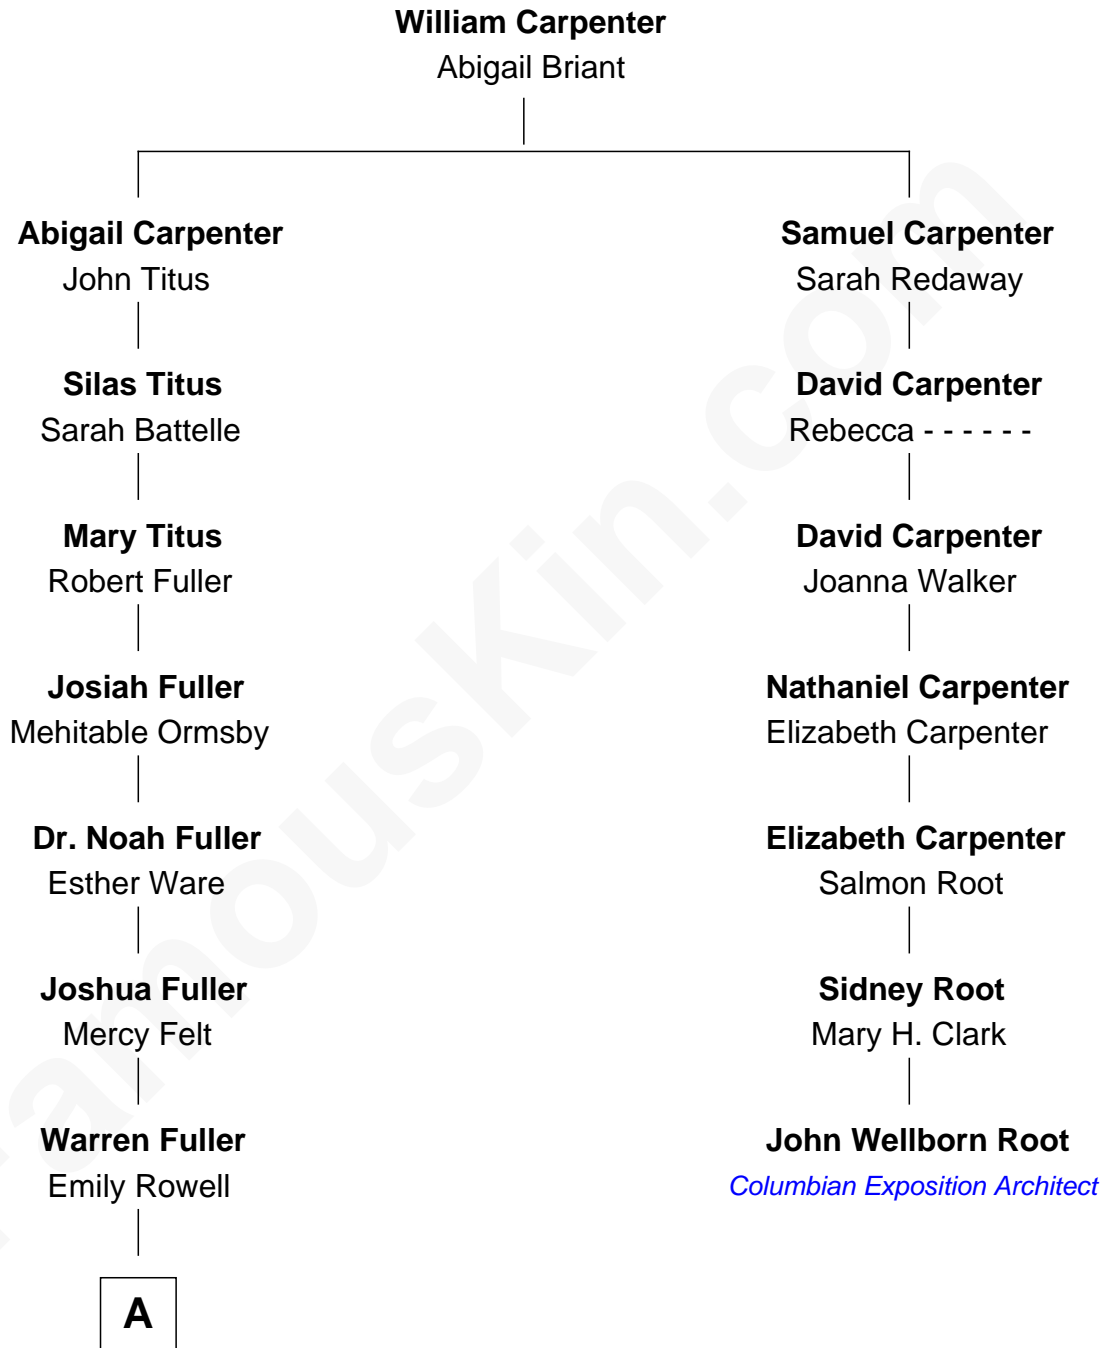 William Carpenter
Abigail Briant
Abigail Carpenter
John Titus
Samuel Carpenter
Sarah Redaway
Silas Titus
Sarah Battelle
David Carpenter
Rebecca - - - - - -
Mary Titus
Robert Fuller
David Carpenter
Joanna Walker
Josiah Fuller
Mehitable Ormsby
Nathaniel Carpenter
Elizabeth Carpenter
Dr. Noah Fuller
Esther Ware
Elizabeth Carpenter
Salmon Root
Joshua Fuller
Mercy Felt
Sidney Root
Mary H. Clark
Warren Fuller
Emily Rowell
John Wellborn Root
Columbian Exposition Architect
A
FamousKin.com